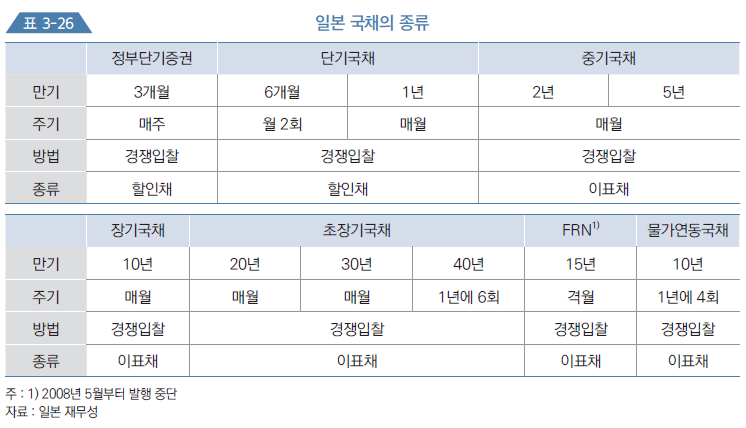 표 3-26 일본 국채의 종류
정부단기증권 단기국채 중기국채
만기 3개월 6개월 1년 2년 5년
주기 매주 월 2회 매월 매월
방법 경쟁입찰 경쟁입찰 경쟁입찰
종류 할인채 할인채 이표채
장기국채 초장기국채 FRN1) 물가연동국채
만기 10년 20년 30년 40년 15년 10년
주기 매월 매월 매월 1년에 6회 격월 1년에 4회
방법 경쟁입찰 경쟁입찰 경쟁입찰 경쟁입찰
종류 이표채 이표채 이표채 이표채
주 : 1) 2008년 5월부터 발행 중단
자료 : 일본 재무성